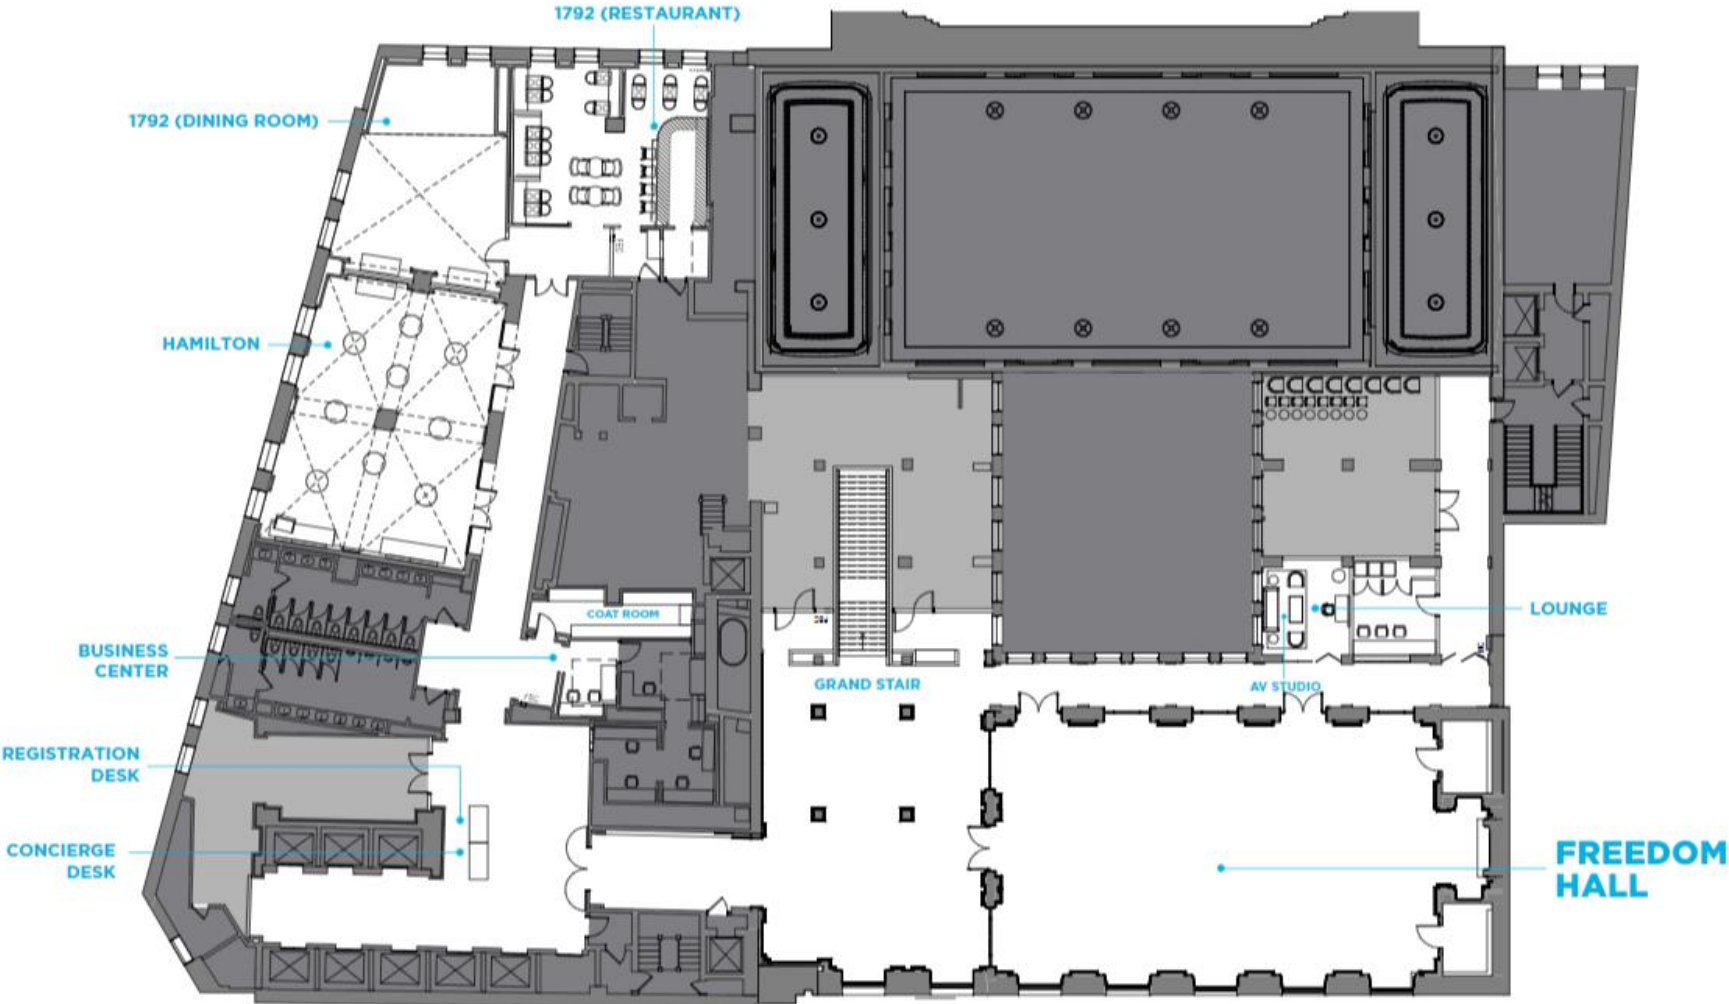 1792 (RESTAURANT)
1792 (DINING ROOM)
HAMILTON
COAT ROOM
LOUNGE
BUSINESS
CENTER
GRAND STAIR
AV STUDIO
REGISTRATION
DESK
CONCIERGE
DESK
FREEDOM
HALL